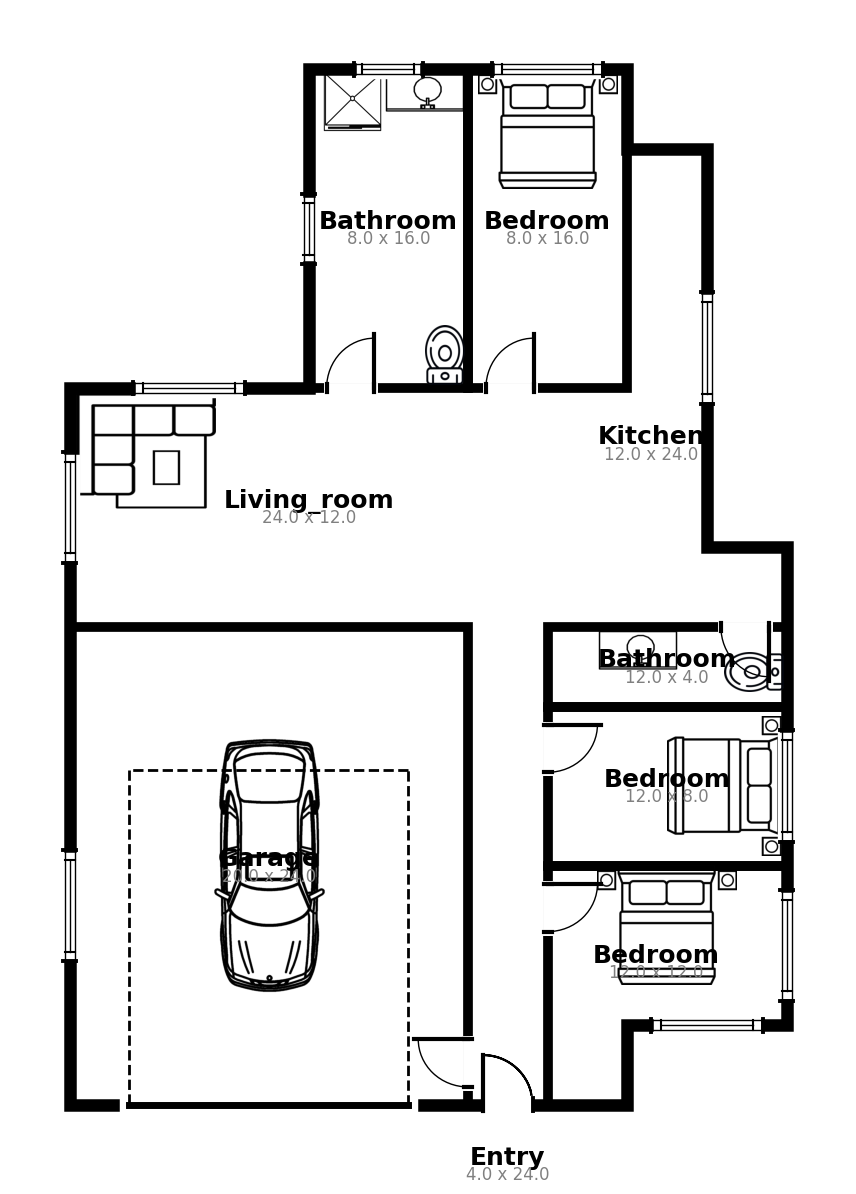 Bathroom
8.0 x 16.0
Bedroom
8.0 x 16.0
Kitchen
12.0 x 24.0
Living_room
24.0 x 12.0
Bathroom
12.0 x 4.0
Bedroom
12.0 x 8.0
Garage
20.0 x 24.0
Bedroom
12.0 x 12.0
Entry
4.0 x 24.0